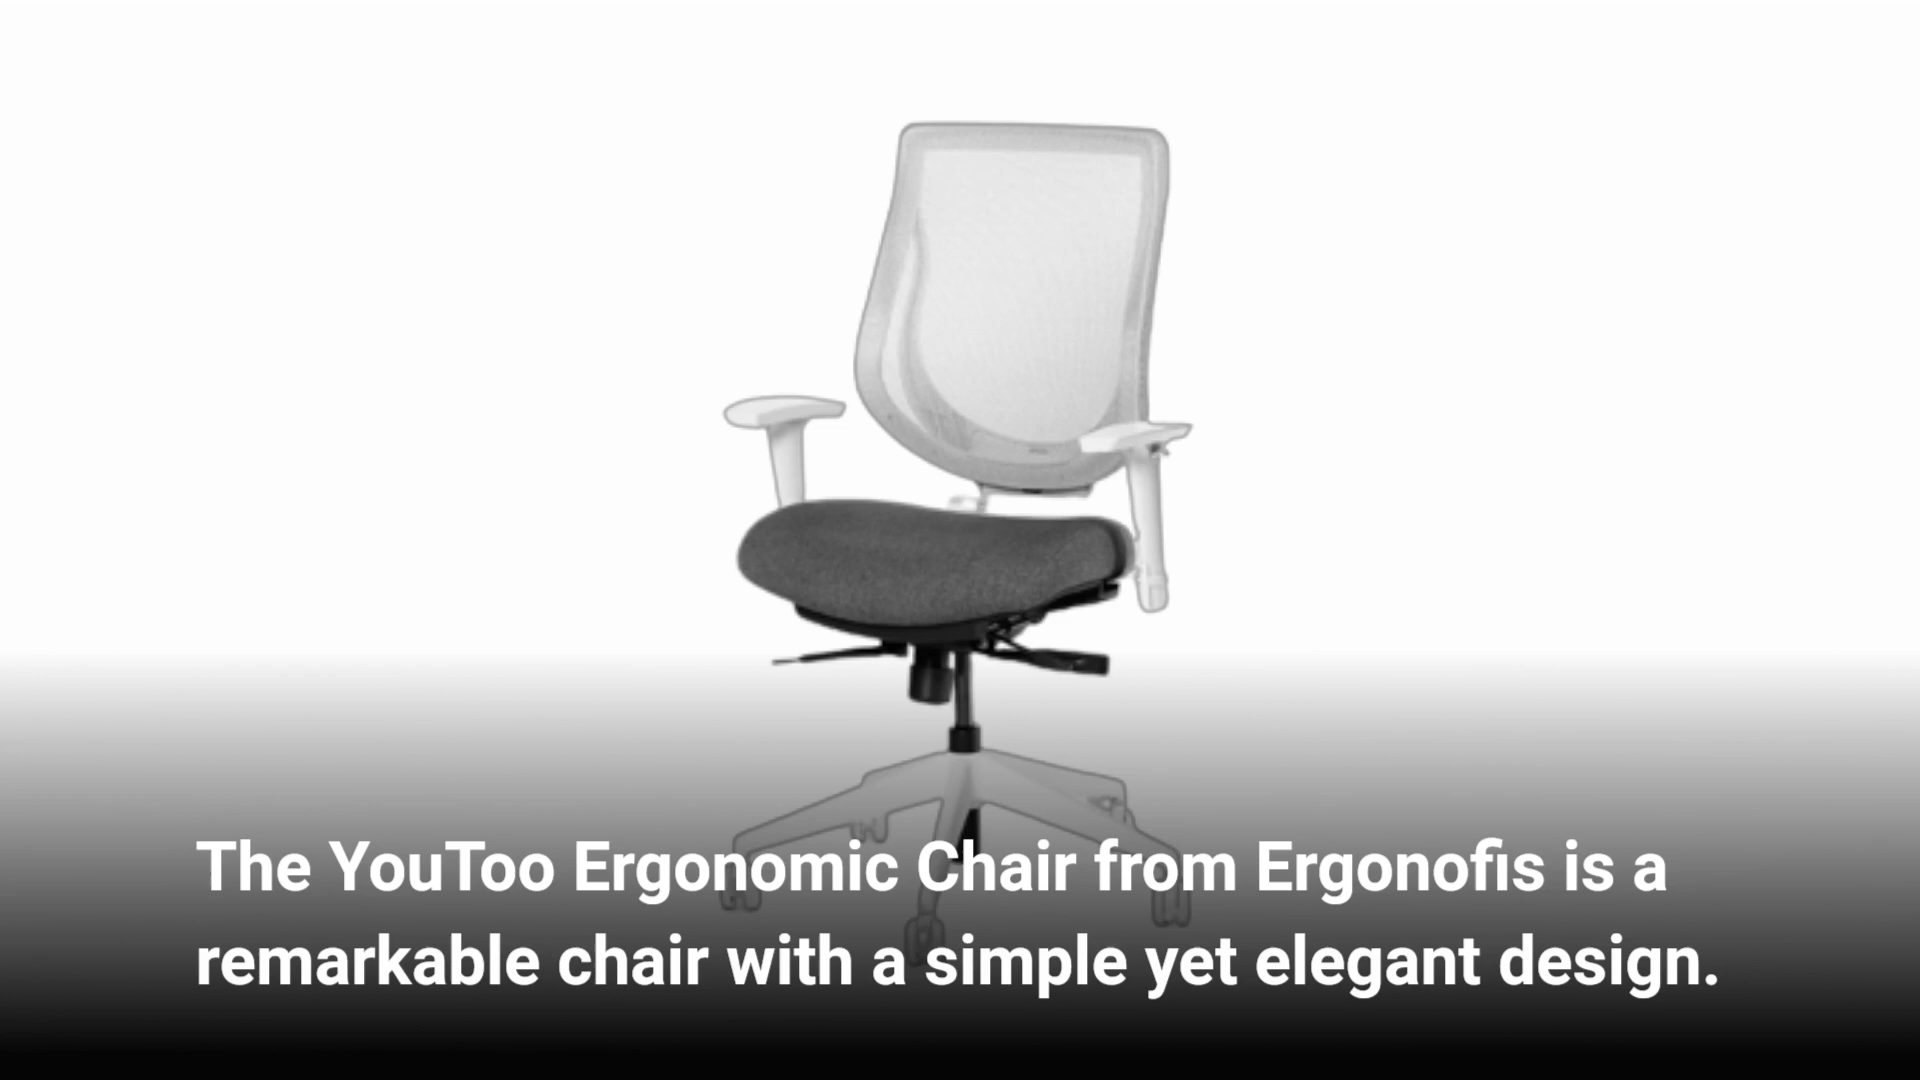 The YouToo Ergonomic Chair from Ergonofis is a
remarkable chair with a simple yet elegant design.